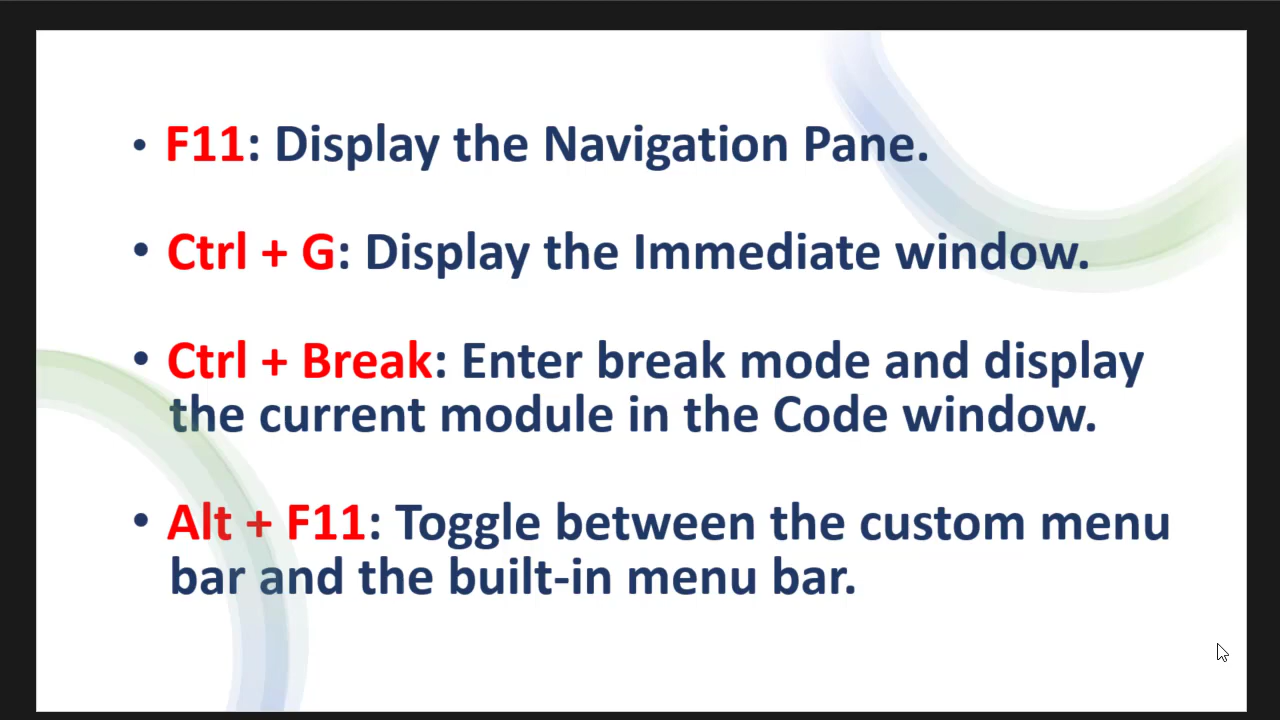 • F11: Display the Navigation Pane.
• Ctrl + G: Display the Immediate window.
• Ctrl + Break: Enter break mode and display
the current module in the Code window.
• Alt + F11: Toggle between the custom menu
bar and the built-in menu bar.